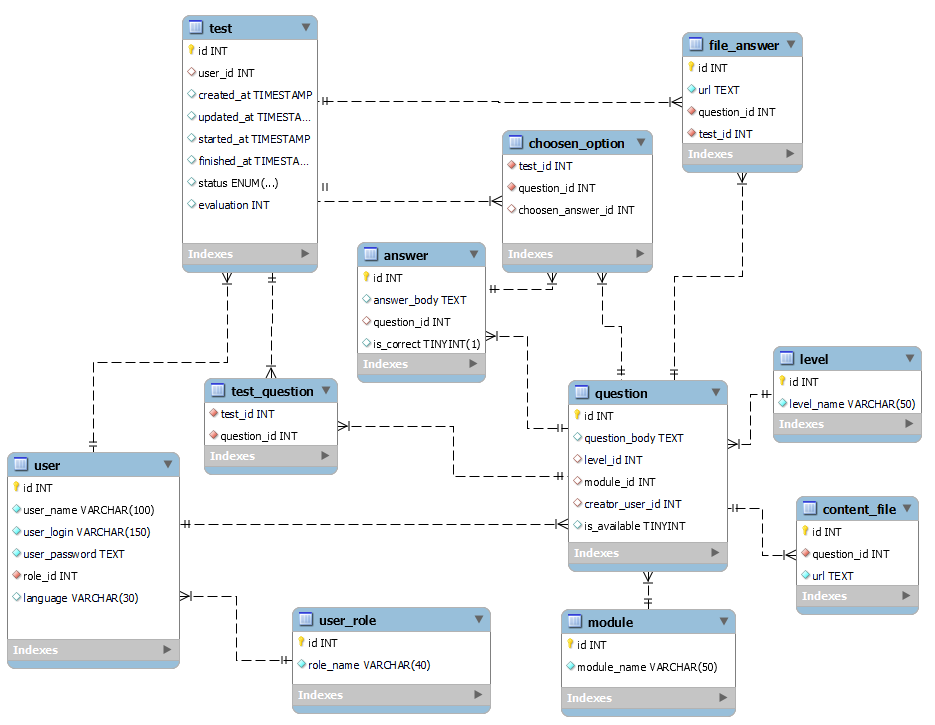 test
id INT
user_id INT
created_at TIMESTAMP
updated_at TIMESTA...
started_at TIMESTAMP
finished_at TIMESTA...
status ENUM(...)
evaluation INT
Indexes
file_answer
id INT
url TEXT
question_id INT
test_id INT
Indexes
choosen_option
test_id INT
question_id INT
choosen_answer_id INT
Indexes
answer
id INT
answer_body TEXT
question_id INT
is_correct TINYINT(1)
Indexes
test_question
test_id INT
question_id INT
Indexes
question
id INT
question_body TEXT
level_id INT
module_id INT
creator_user_id INT
is_available TINYINT
Indexes
level
id INT
level_name VARCHAR(50)
Indexes
user
id INT
user_name VARCHAR(100)
user_login VARCHAR(150)
user_password TEXT
role_id INT
language VARCHAR(30)
Indexes
content_file
id INT
question_id INT
url TEXT
Indexes
user_role
id INT
role_name VARCHAR(40)
Indexes
module
id INT
module_name VARCHAR(50)
Indexes